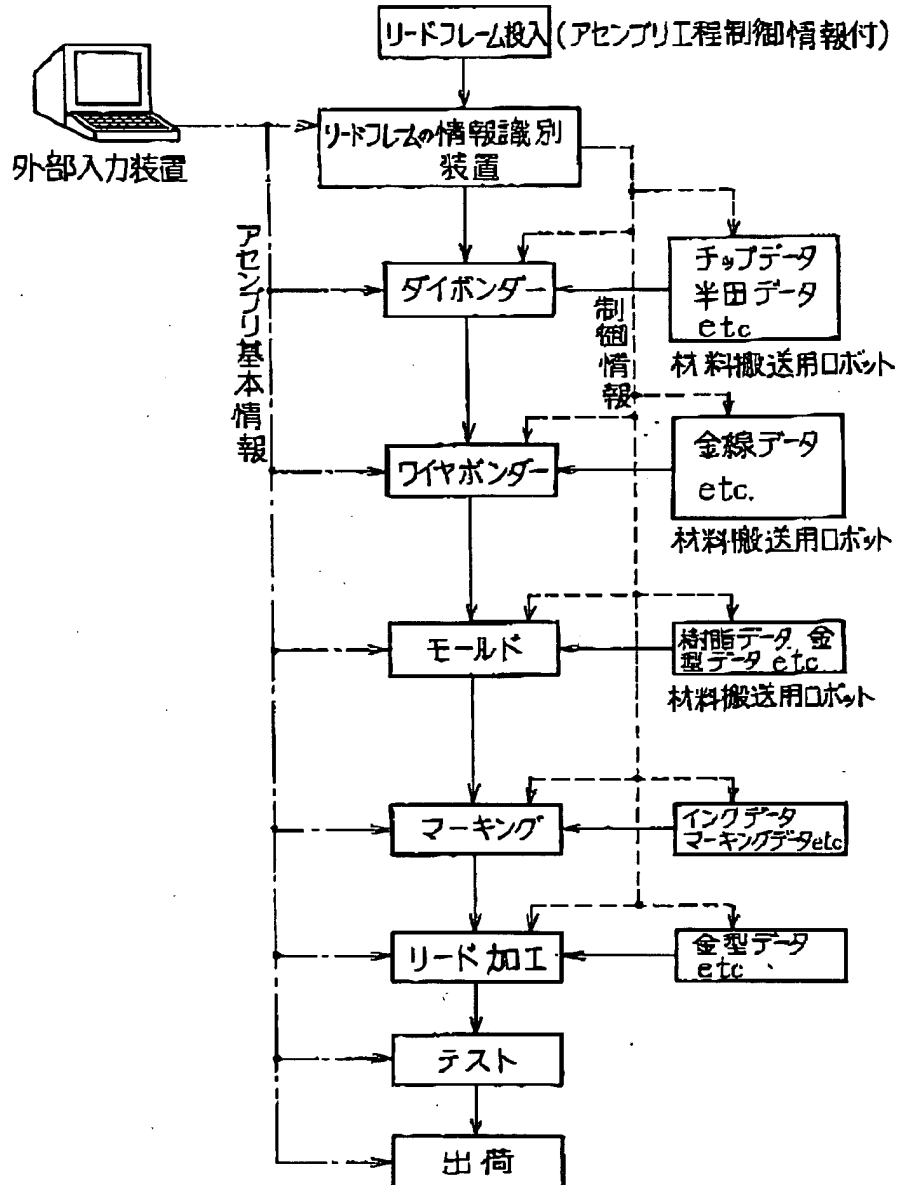 リードフレーム投入(アセンブリ工程制御情報付)
外部入力装置
リードフレームの情報識別
装置
アセンブリ基本情報
制御情報
ダイボンダー
チップデータ
半田データ
etc
材料搬送用ロボット
ワイヤボンダー
金線データ
etc.
材料搬送用ロボット
モールド
樹脂データ、金
型データ etc
材料搬送用ロボット
マーキング
インクデータ
マーキングデータetc
リード加工
金型データ
etc
テスト
出荷